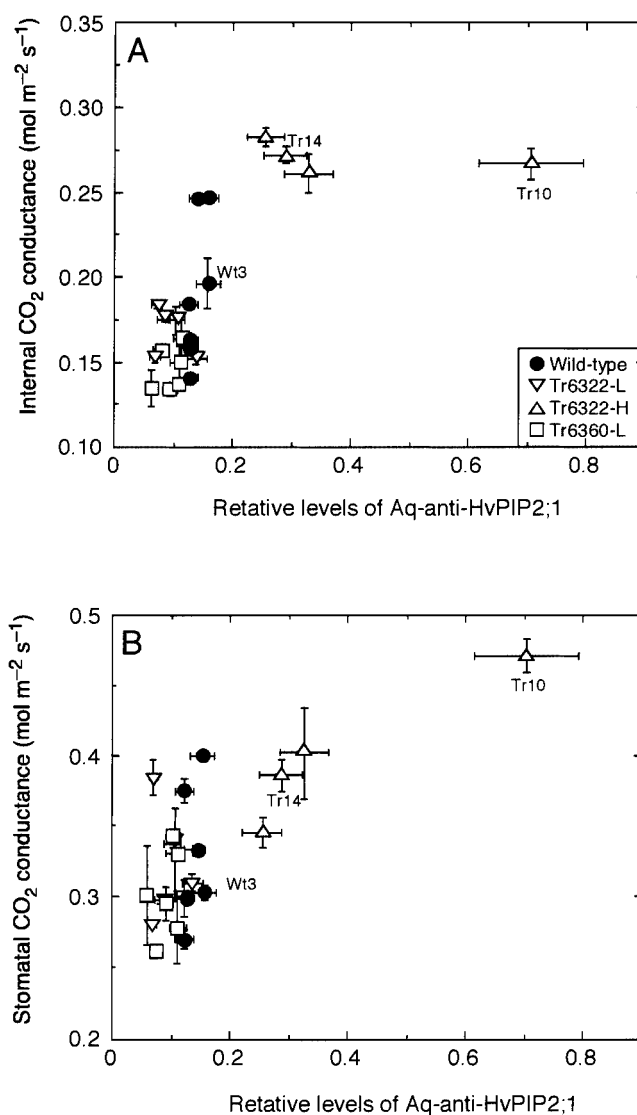 A
Internal CO₂ conductance (mol m⁻² s⁻¹)
0.35
0.30
0.25
0.20
0.15
0.10
Tr14
Tr10
Wt3
Wild-type
Tr6322-L
Tr6322-H
Tr6360-L
0 0.2 0.4 0.6 0.8
Retative levels of Aq-anti-HvPIP2;1
B
Stomatal CO₂ conductance (mol m⁻² s⁻¹)
0.5
0.4
0.3
0.2
Tr10
Tr14
Wt3
0 0.2 0.4 0.6 0.8
Retative levels of Aq-anti-HvPIP2;1